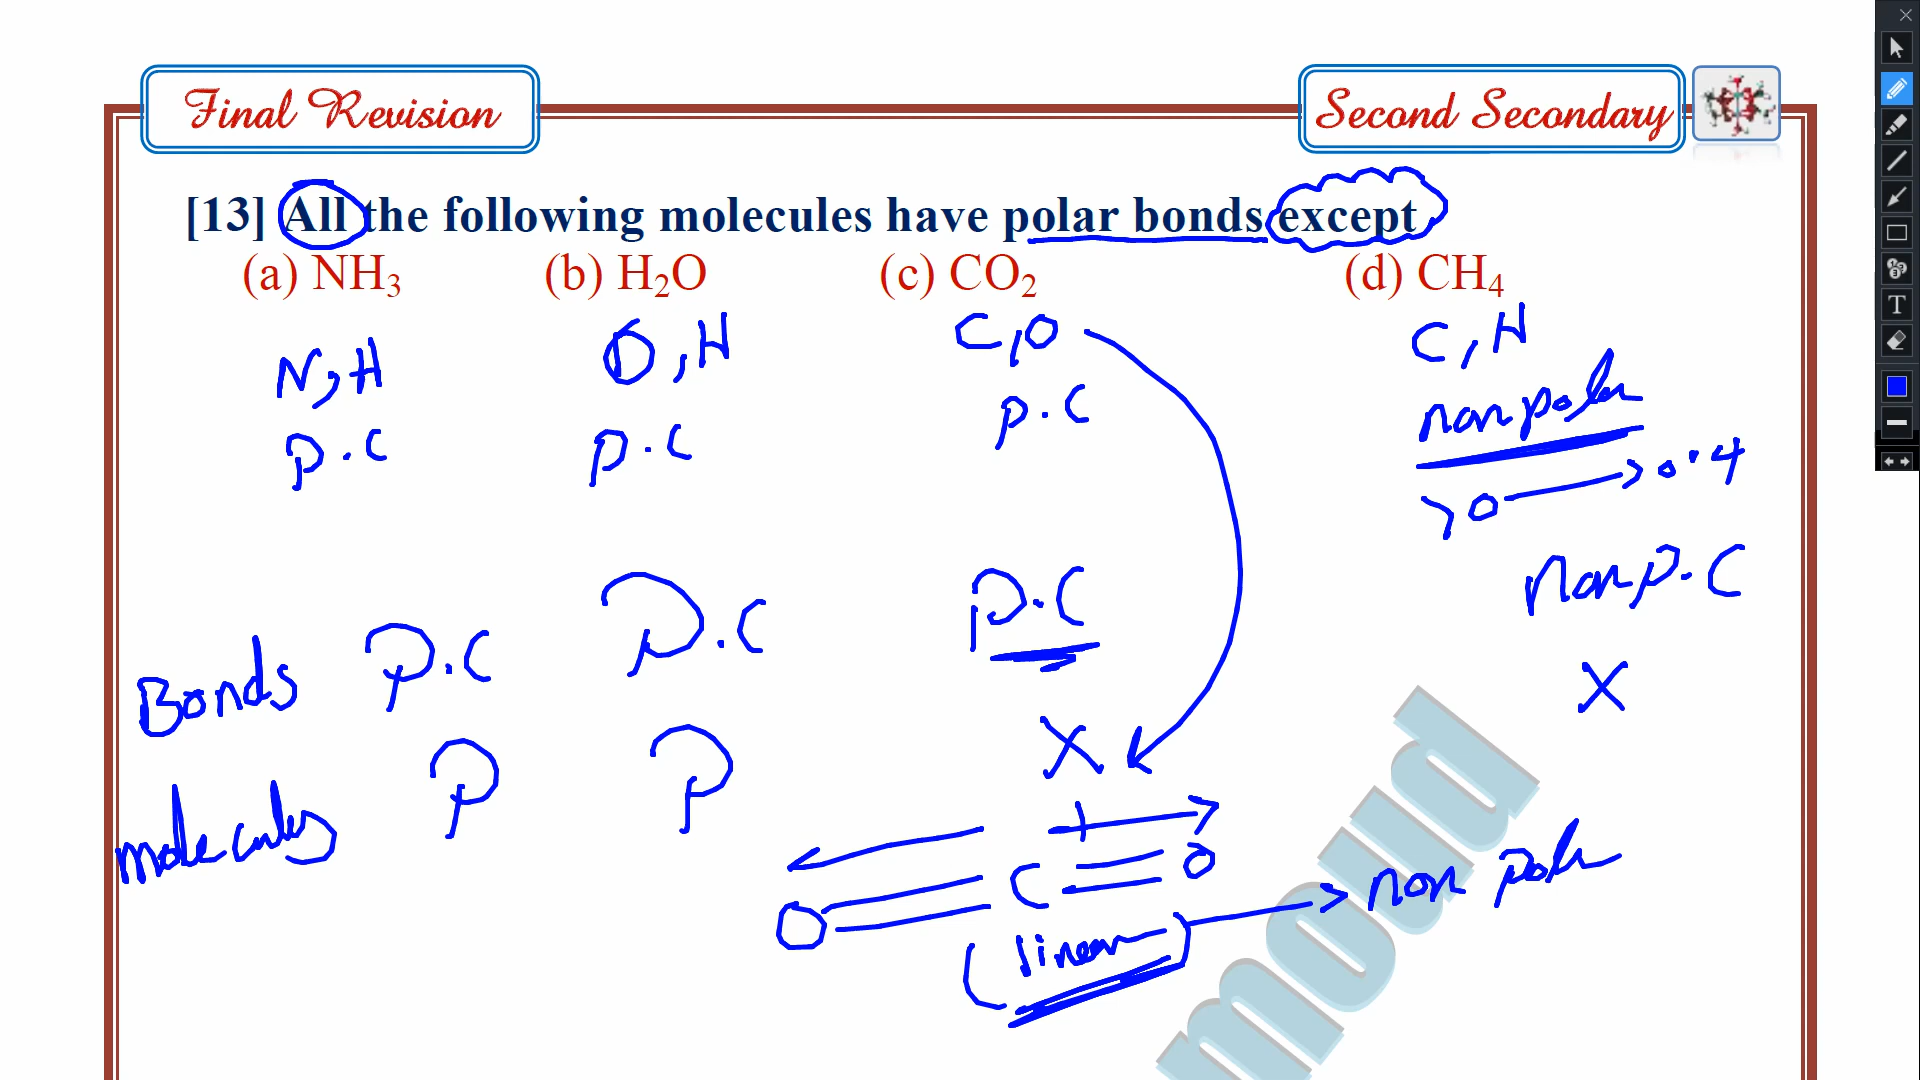 Final Revision
Second Secondary
[13] All the following molecules have polar bonds except
(a) NH₃ (b) H₂O (c) CO₂ (d) CH₄
N,H O,H C,O C,H
P.C P.C P.C non polar
>0 → 0.4
non P.C
Bonds P.C P.C P.C X
molecules P P X
O = C = O
(linear) → non polar
moud